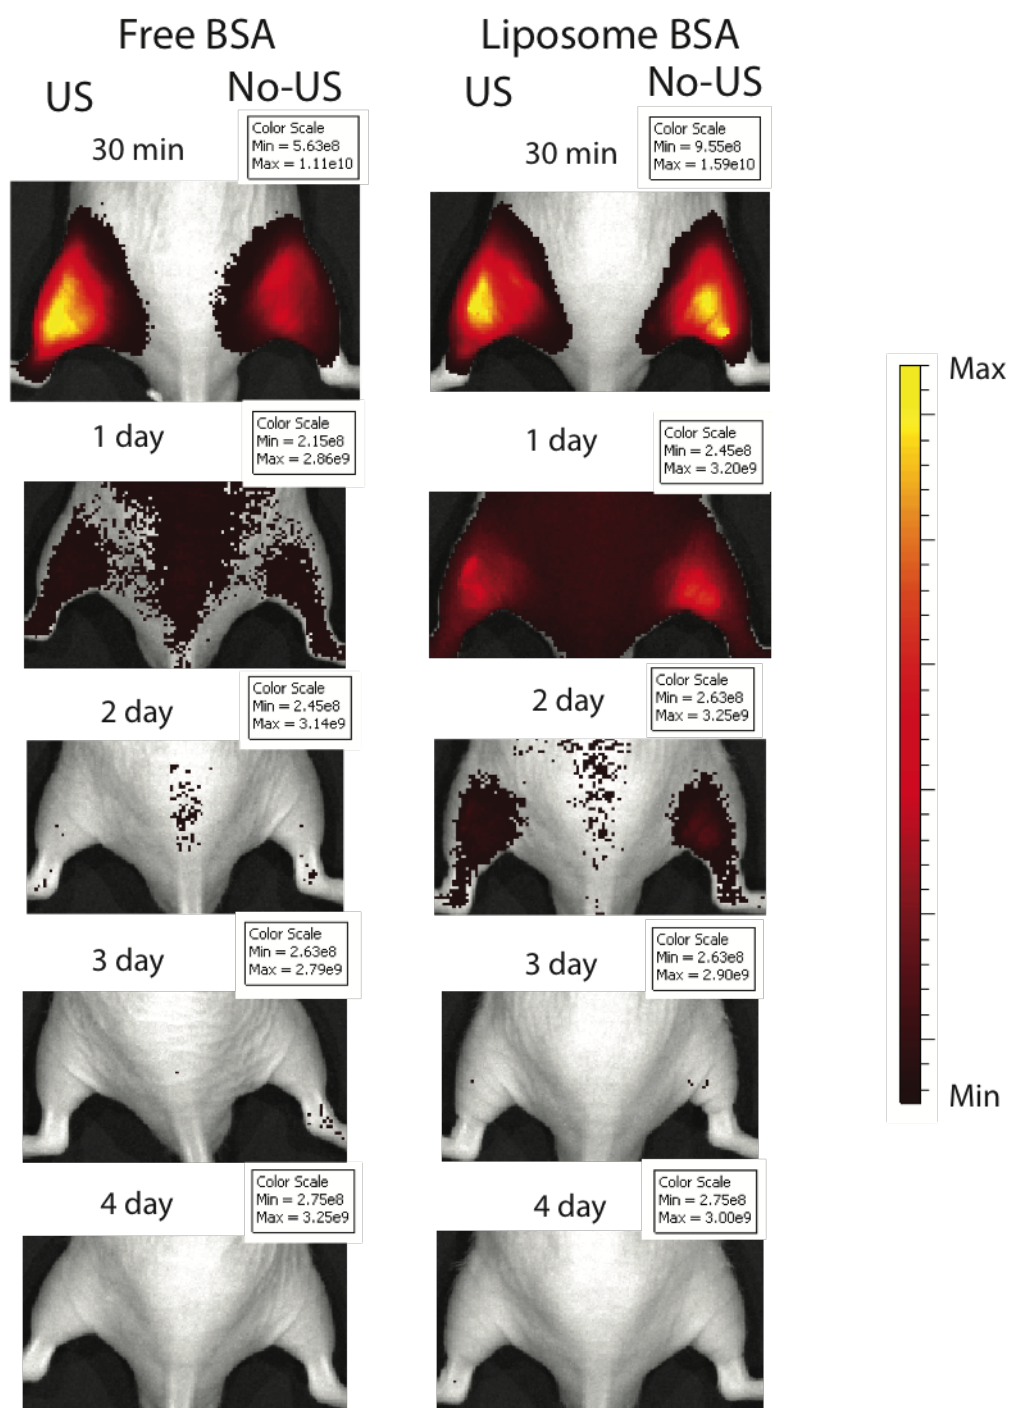 Free BSA
Liposome BSA
US
No-US
US
No-US
30 min
Color Scale
Min = 5.63e8
Max = 1.11e10
30 min
Color Scale
Min = 9.55e8
Max = 1.59e10
1 day
Color Scale
Min = 2.15e8
Max = 2.86e9
1 day
Color Scale
Min = 2.45e8
Max = 3.20e9
2 day
Color Scale
Min = 2.45e8
Max = 3.14e9
2 day
Color Scale
Min = 2.63e8
Max = 3.25e9
3 day
Color Scale
Min = 2.63e8
Max = 2.79e9
3 day
Color Scale
Min = 2.63e8
Max = 2.90e9
4 day
Color Scale
Min = 2.75e8
Max = 3.25e9
4 day
Color Scale
Min = 2.75e8
Max = 3.00e9
Max
Min